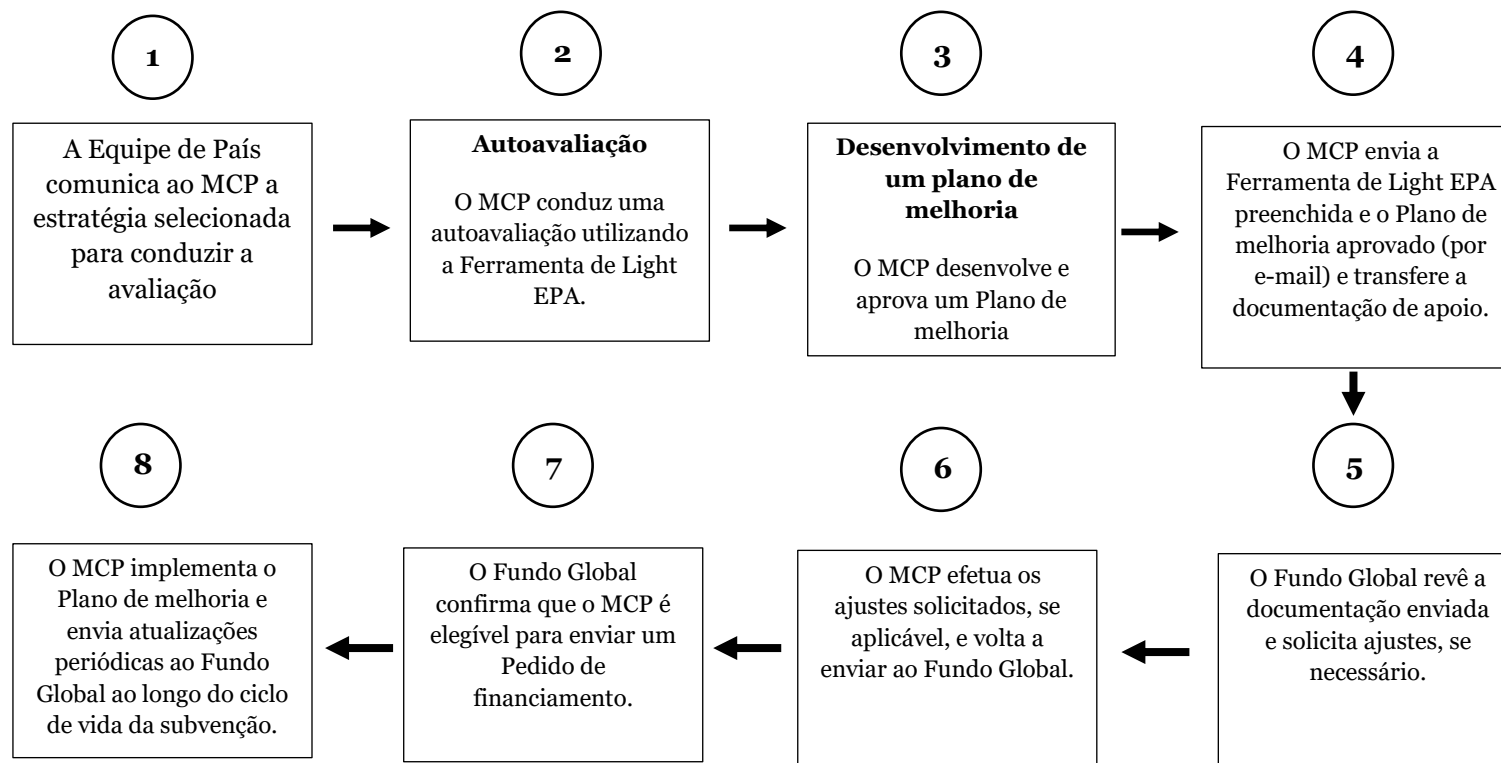 1
A Equipe de País
comunica ao MCP a
estratégia selecionada
para conduzir a
avaliação
2
Autoavaliação
O MCP conduz uma
autoavaliação utilizando
a Ferramenta de Light
EPA.
3
Desenvolvimento de
um plano de
melhoria
O MCP desenvolve e
aprova um Plano de
melhoria
4
O MCP envia a
Ferramenta de Light EPA
preenchida e o Plano de
melhoria aprovado (por
e-mail) e transfere a
documentação de apoio.
5
O Fundo Global revê a
documentação enviada
e solicita ajustes, se
necessário.
6
O MCP efetua os
ajustes solicitados, se
aplicável, e volta a
enviar ao Fundo Global.
7
O Fundo Global
confirma que o MCP é
elegível para enviar um
Pedido de
financiamento.
8
O MCP implementa o
Plano de melhoria e
envia atualizações
periódicas ao Fundo
Global ao longo do ciclo
de vida da subvenção.